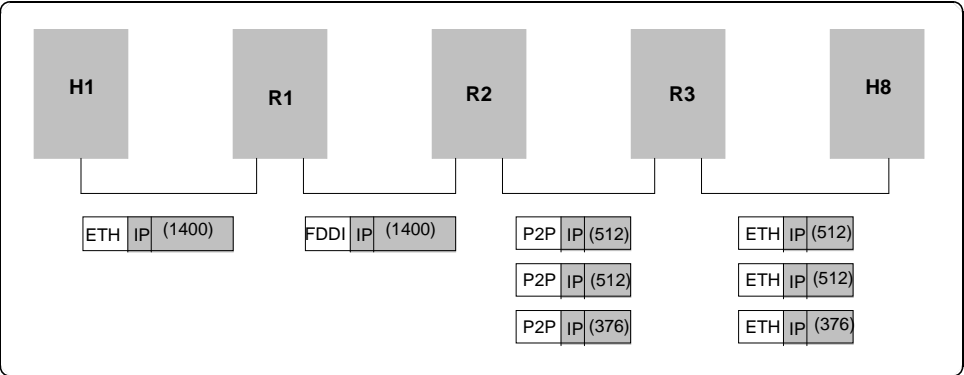 H1
R1
R2
R3
H8
ETH IP (1400)
FDDI IP (1400)
P2P IP (512)
ETH IP (512)
P2P IP (512)
ETH IP (512)
P2P IP (376)
ETH IP (376)